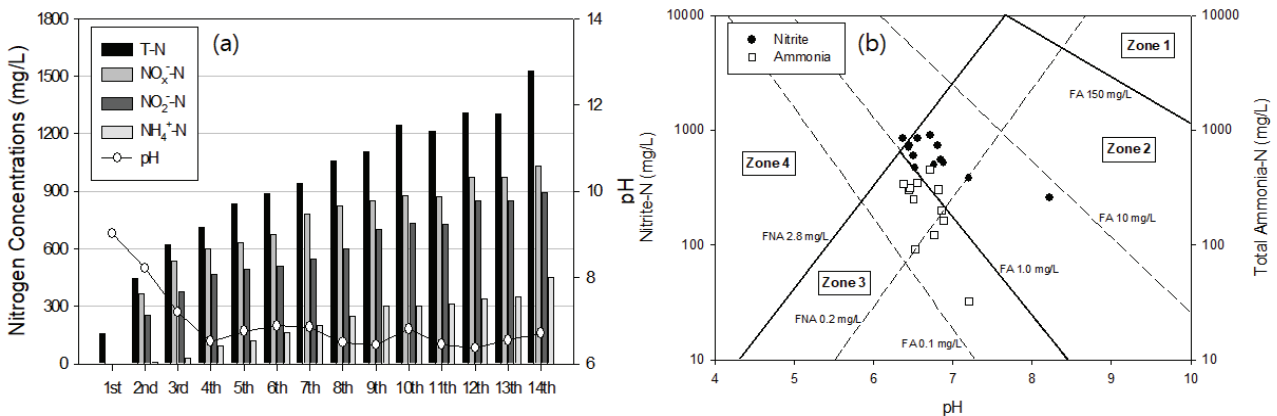 (a)
T-N
NOx⁻-N
NO2⁻-N
NH4⁺-N
pH
Nitrogen Concentrations (mg/L)
1800
1500
1200
900
600
300
0
14
12
10
8
6
pH
1st 2nd 3rd 4th 5th 6th 7th 8th 9th 10th 11th 12th 13th 14th
(b)
Nitrite
Ammonia
Nitrite-N (mg/L)
10000
1000
100
10
Total Ammonia-N (mg/L)
10000
1000
100
10
Zone 1
FA 150 mg/L
Zone 2
Zone 4
FA 10 mg/L
FNA 2.8 mg/L
FA 1.0 mg/L
Zone 3
FNA 0.2 mg/L
FA 0.1 mg/L
4 5 6 7 8 9 10
pH